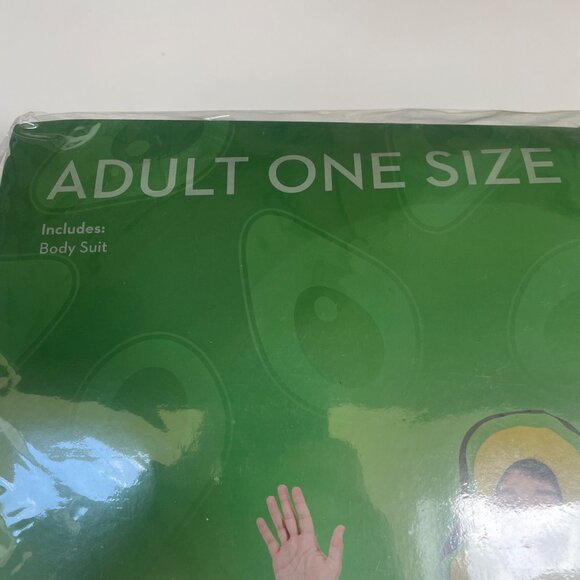 ADULT ONE SIZE
Includes:
Body Suit